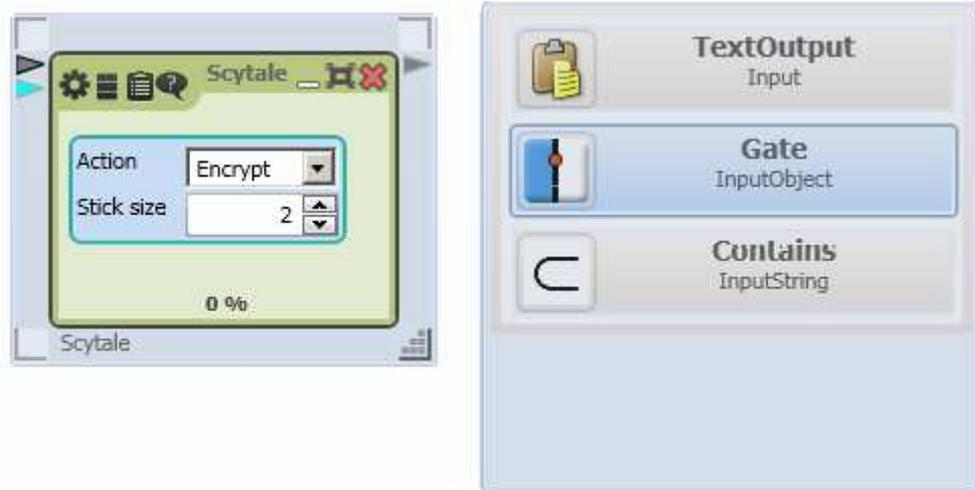 Scytale
Action
Encrypt
Stick size
2
0 %
Scytale
TextOutput
Input
Gate
InputObject
Contains
InputString